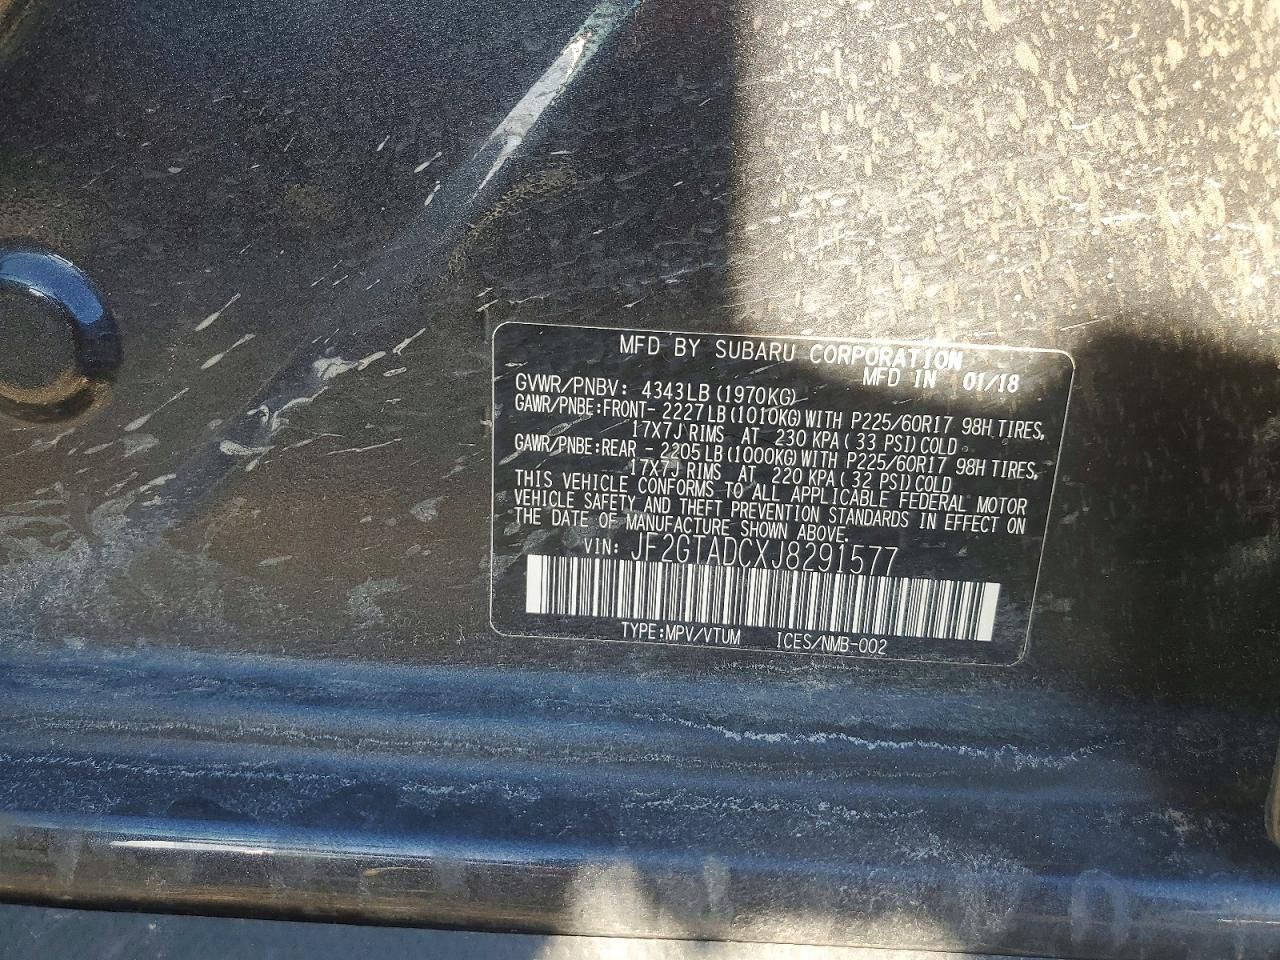 MFD BY SUBARU CORPORATION
MFD IN 01/18
GVWR/PNBV: 4343LB (1970KG)
GAWR/PNBE:FRONT- 2227LB (1010KG) WITH P225/60R17 98H TIRES,
17X7J RIMS AT 230 KPA (33 PSI) COLD
GAWR/PNBE:REAR - 2205LB (1000KG) WITH P225/60R17 98H TIRES,
17X7J RIMS AT 220 KPA (32 PSI) COLD
THIS VEHICLE CONFORMS TO ALL APPLICABLE FEDERAL MOTOR
VEHICLE SAFETY AND THEFT PREVENTION STANDARDS IN EFFECT ON
THE DATE OF MANUFACTURE SHOWN ABOVE.
VIN: JF2GTADCXJ8291577
TYPE:MPV/VTUM ICES/NMB-002